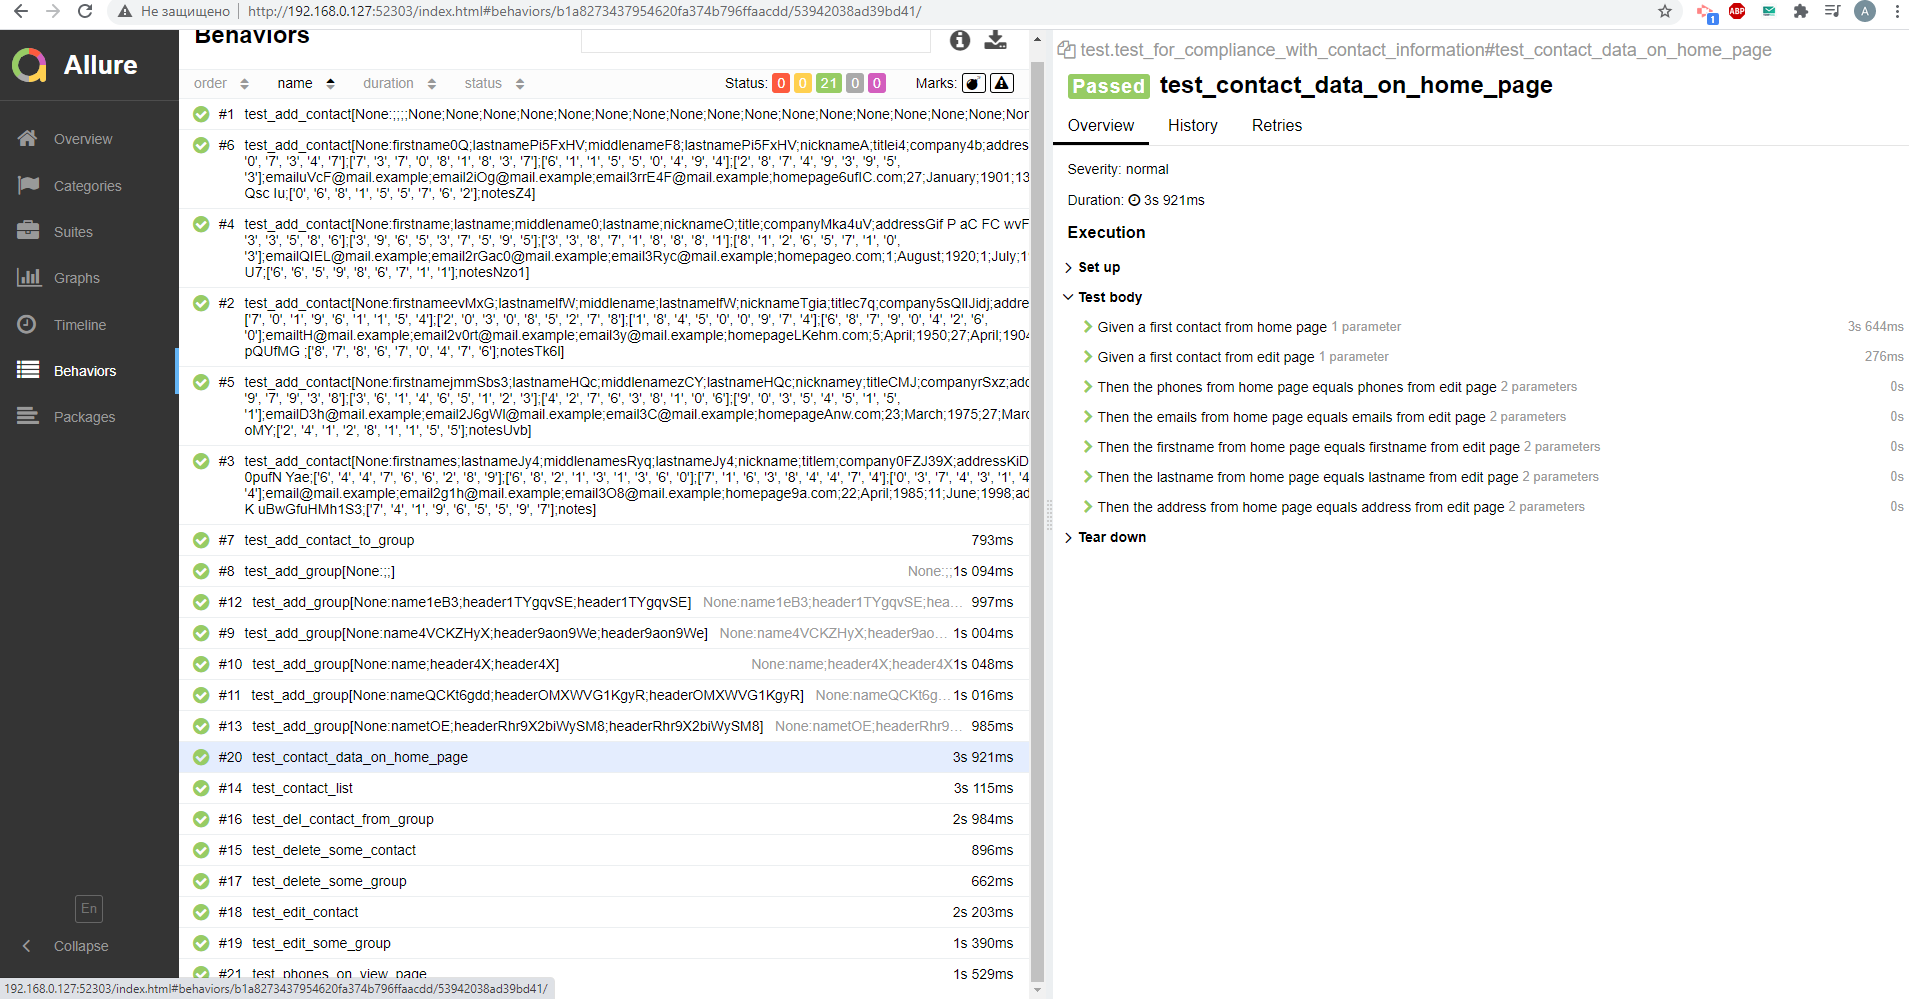 Не защищено | http://192.168.0.127:52303/index.html#behaviors/b1a8273437954620fa374b796ffaacdd/53942038ad39bd41/
1
ABP
A
Allure
Overview
Categories
Suites
Graphs
Timeline
Behaviors
Packages
En
Collapse
Behaviors
order name duration status Status: 0 0 21 0 0 Marks:
#1 test_add_contact[None:;;;;None;None;None;None;None;None;None;None;None;None;None;None;None;None;None;None;Non
#6 test_add_contact[None:firstname0Q;lastnamePi5FxHV;middlenameF8;lastnamePi5FxHV;nicknameA;titlei4;company4b;addres
'0', '7', '3', '4', '7'];['7', '3', '7', '0', '8', '1', '8', '3', '7'];['6', '1', '1', '5', '5', '0', '4', '9', '4'];['2', '8', '7', '4', '9', '3', '9', '5',
'3'];emailuVcF@mail.example;email2iOg@mail.example;email3rrE4F@mail.example;homepage6ufIC.com;27;January;1901;13
Qsc Iu;['0', '6', '8', '1', '5', '5', '7', '6', '2'];notesZ4]
#4 test_add_contact[None:firstname;lastname;middlename0;lastname;nicknameO;title;companyMka4uV;addressGif P aC FC wvF
'3', '3', '5', '8', '6'];['3', '9', '6', '5', '3', '7', '5', '9', '5'];['3', '3', '8', '7', '1', '8', '8', '8', '1'];['8', '1', '2', '6', '5', '7', '1', '0',
'3'];emailQIEL@mail.example;email2rGac0@mail.example;email3Ryc@mail.example;homepageo.com;1;August;1920;1;July;1
U7;['6', '6', '5', '9', '8', '6', '7', '1', '1'];notesNzo1]
#2 test_add_contact[None:firstnameevMxG;lastnameIfW;middlename;lastnameIfW;nicknameTgia;titlec7q;company5sQIIJidj;addre
['7', '0', '1', '9', '6', '1', '1', '5', '4'];['2', '0', '3', '0', '8', '5', '2', '7', '8'];['1', '8', '4', '5', '0', '0', '9', '7', '4'];['6', '8', '7', '9', '0', '4', '2', '6',
'0'];emailtH@mail.example;email2v0rt@mail.example;email3y@mail.example;homepageLKehm.com;5;April;1950;27;April;1904
pQUfMG ;['8', '7', '8', '6', '7', '0', '4', '7', '6'];notesTk6I]
#5 test_add_contact[None:firstnamejmmSbs3;lastnameHQc;middlenamezCY;lastnameHQc;nicknamey;titleCMJ;companyrSxz;add
'9', '7', '9', '3', '8'];['3', '6', '1', '4', '6', '5', '1', '2', '3'];['4', '2', '7', '6', '3', '8', '1', '0', '6'];['9', '0', '3', '5', '4', '5', '1', '5',
'1'];emailD3h@mail.example;email2J6gWI@mail.example;email3C@mail.example;homepageAnw.com;23;March;1975;27;Marc
oMY;['2', '4', '1', '2', '8', '1', '1', '5', '5'];notesUvb]
#3 test_add_contact[None:firstnames;lastnameJy4;middlenamesRyq;lastnameJy4;nickname;titlem;company0FZJ39X;addressKiD
0pufN Yae;['6', '4', '4', '7', '6', '6', '2', '8', '9'];['6', '8', '2', '1', '3', '1', '3', '6', '0'];['7', '1', '6', '3', '8', '4', '4', '7', '4'];['0', '3', '7', '4', '3', '1', '4
'4'];email@mail.example;email2g1h@mail.example;email3O8@mail.example;homepage9a.com;22;April;1985;11;June;1998;ad
K uBwGfuHMh1S3;['7', '4', '1', '9', '6', '5', '5', '9', '7'];notes]
#7 test_add_contact_to_group 793ms
#8 test_add_group[None:;;] None:;;1s 094ms
#12 test_add_group[None:name1eB3;header1TYgqvSE;header1TYgqvSE] None:name1eB3;header1TYgqvSE;hea... 997ms
#9 test_add_group[None:name4VCKZHyX;header9aon9We;header9aon9We] None:name4VCKZHyX;header9ao... 1s 004ms
#10 test_add_group[None:name;header4X;header4X] None:name;header4X;header4X1s 048ms
#11 test_add_group[None:nameQCKt6gdd;headerOMXWVG1KgyR;headerOMXWVG1KgyR] None:nameQCKt6g... 1s 016ms
#13 test_add_group[None:nametOE;headerRhr9X2biWySM8;headerRhr9X2biWySM8] None:nametOE;headerRhr9... 985ms
#20 test_contact_data_on_home_page 3s 921ms
#14 test_contact_list 3s 115ms
#16 test_del_contact_from_group 2s 984ms
#15 test_delete_some_contact 896ms
#17 test_delete_some_group 662ms
#18 test_edit_contact 2s 203ms
#19 test_edit_some_group 1s 390ms
#21 test_phones_on_view_page 1s 529ms
192.168.0.127:52303/index.html#behaviors/b1a8273437954620fa374b796ffaacdd/53942038ad39bd41/
test.test_for_compliance_with_contact_information#test_contact_data_on_home_page
Passed test_contact_data_on_home_page
Overview History Retries
Severity: normal
Duration: 3s 921ms
Execution
Set up
Test body
Given a first contact from home page 1 parameter 3s 644ms
Given a first contact from edit page 1 parameter 276ms
Then the phones from home page equals phones from edit page 2 parameters 0s
Then the emails from home page equals emails from edit page 2 parameters 0s
Then the firstname from home page equals firstname from edit page 2 parameters 0s
Then the lastname from home page equals lastname from edit page 2 parameters 0s
Then the address from home page equals address from edit page 2 parameters 0s
Tear down